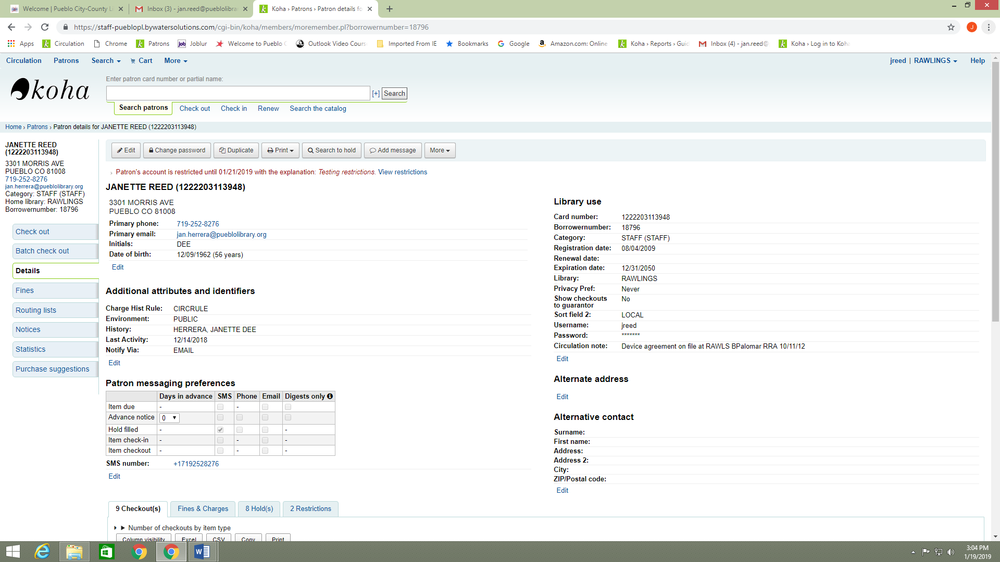 Welcome | Pueblo City-County Li
Inbox (3) - jan.reed@pueblolibrar
Koha › Patrons › Patron details fo
https://staff-pueblopl.bywatersolutions.com/cgi-bin/koha/members/moremember.pl?borrowernumber=18796
J
Apps Circulation Chrome Patrons Joblur Welcome to Pueblo C Outlook Video Cours Imported From IE Bookmarks Google Amazon.com: Online Koha › Reports › Guid Inbox (4) - jan.reed@ Koha › Log in to Koha
Circulation Patrons Search Cart More jreed | RAWLINGS Help
koha
Enter patron card number or partial name:
[+] Search
Search patrons Check out Check in Renew Search the catalog
Home › Patrons › Patron details for JANETTE REED (1222203113948)
JANETTE REED
(1222203113948)
3301 MORRIS AVE
PUEBLO CO 81008
719-252-8276
jan.herrera@pueblolibrary.org
Category: STAFF (STAFF)
Home library: RAWLINGS
Borrowernumber: 18796
Check out
Batch check out
Details
Fines
Routing lists
Notices
Statistics
Purchase suggestions
Edit Change password Duplicate Print Search to hold Add message More
› Patron's account is restricted until 01/21/2019 with the explanation: Testing restrictions. View restrictions
JANETTE REED (1222203113948)
3301 MORRIS AVE
PUEBLO CO 81008
Primary phone: 719-252-8276
Primary email: jan.herrera@pueblolibrary.org
Initials: DEE
Date of birth: 12/09/1962 (56 years)
Edit
Additional attributes and identifiers
Charge Hist Rule: CIRCRULE
Environment: PUBLIC
History: HERRERA, JANETTE DEE
Last Activity: 12/14/2018
Notify Via: EMAIL
Edit
Patron messaging preferences
Days in advance SMS Phone Email Digests only
Item due - -
Advance notice 0
Hold filled - -
Item check-in - - -
Item checkout - - -
SMS number: +17192528276
Edit
Library use
Card number: 1222203113948
Borrowernumber: 18796
Category: STAFF (STAFF)
Registration date: 08/04/2009
Renewal date:
Expiration date: 12/31/2050
Library: RAWLINGS
Privacy Pref: Never
Show checkouts to guarantor No
Sort field 2: LOCAL
Username: jreed
Password: *******
Circulation note: Device agreement on file at RAWLS BPalomar RRA 10/11/12
Edit
Alternate address
Edit
Alternative contact
Surname:
First name:
Address:
Address 2:
City:
ZIP/Postal code:
Edit
9 Checkout(s) Fines & Charges 8 Hold(s) 2 Restrictions
Number of checkouts by item type
Column visibility Excel CSV Copy Print
3:04 PM
1/19/2019